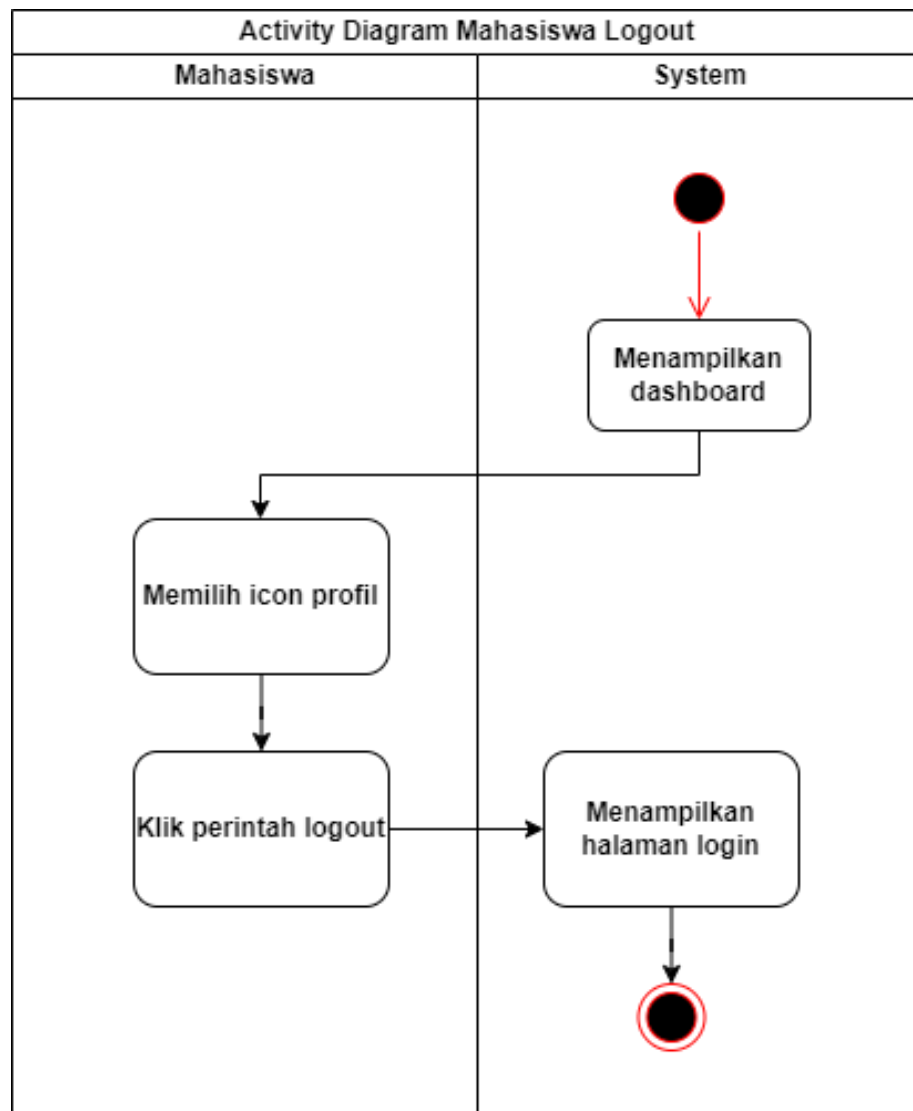 Activity Diagram Mahasiswa Logout
Mahasiswa
System
Menampilkan
dashboard
Memilih icon profil
Klik perintah logout
Menampilkan
halaman login